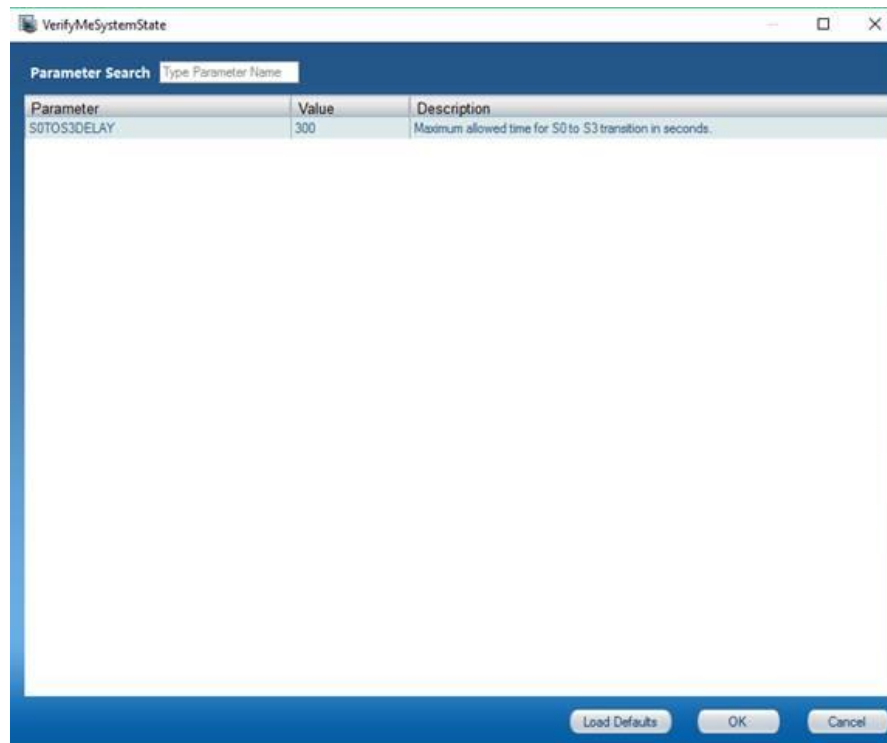 VerifyMeSystemState
Parameter Search Type Parameter Name
Parameter Value Description
S0TOS3DELAY 300 Maximum allowed time for S0 to S3 transition in seconds.
Load Defaults OK Cancel